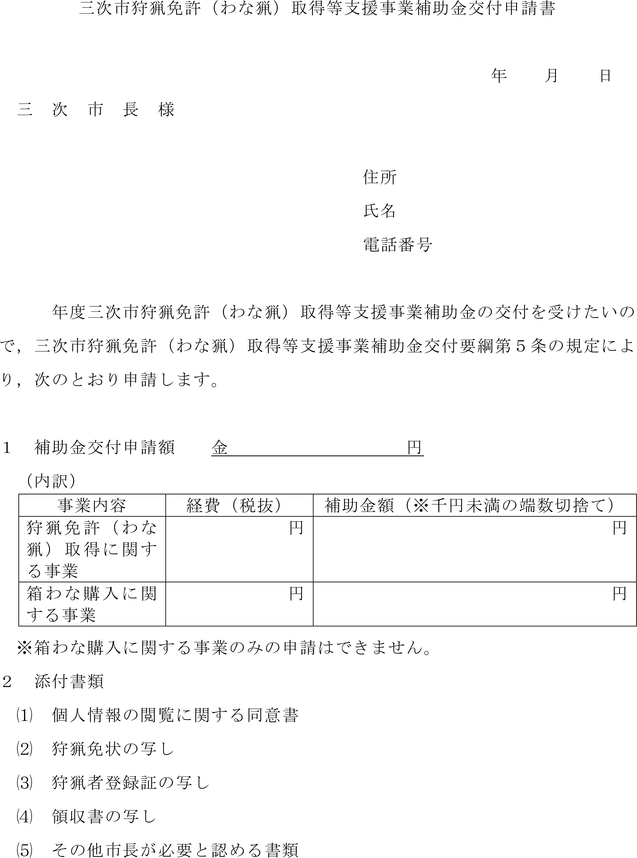 三次市狩猟免許（わな猟）取得等支援事業補助金交付申請書
年　　月　　日
三　次　市　長　様
住所
氏名
電話番号
年度三次市狩猟免許（わな猟）取得等支援事業補助金の交付を受けたいの
で，三次市狩猟免許（わな猟）取得等支援事業補助金交付要綱第５条の規定によ
り，次のとおり申請します。
１　補助金交付申請額　　金　　　　　　　　　　円
（内訳）
事業内容　経費（税抜）　補助金額（※千円未満の端数切捨て）
狩猟免許（わな　円　円
猟）取得に関す
る事業
箱わな購入に関　円　円
する事業
※箱わな購入に関する事業のみの申請はできません。
２　添付書類
⑴　個人情報の閲覧に関する同意書
⑵　狩猟免状の写し
⑶　狩猟者登録証の写し
⑷　領収書の写し
⑸　その他市長が必要と認める書類